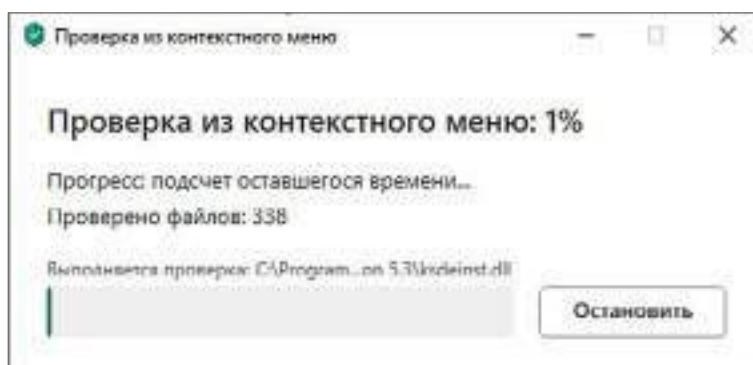 Проверка из контекстного меню
Проверка из контекстного меню: 1%
Прогресс: подсчет оставшегося времени...
Проверено файлов: 338
Выполняется проверка: C:\Program...on 5.3\ksdeinst.dll
Остановить